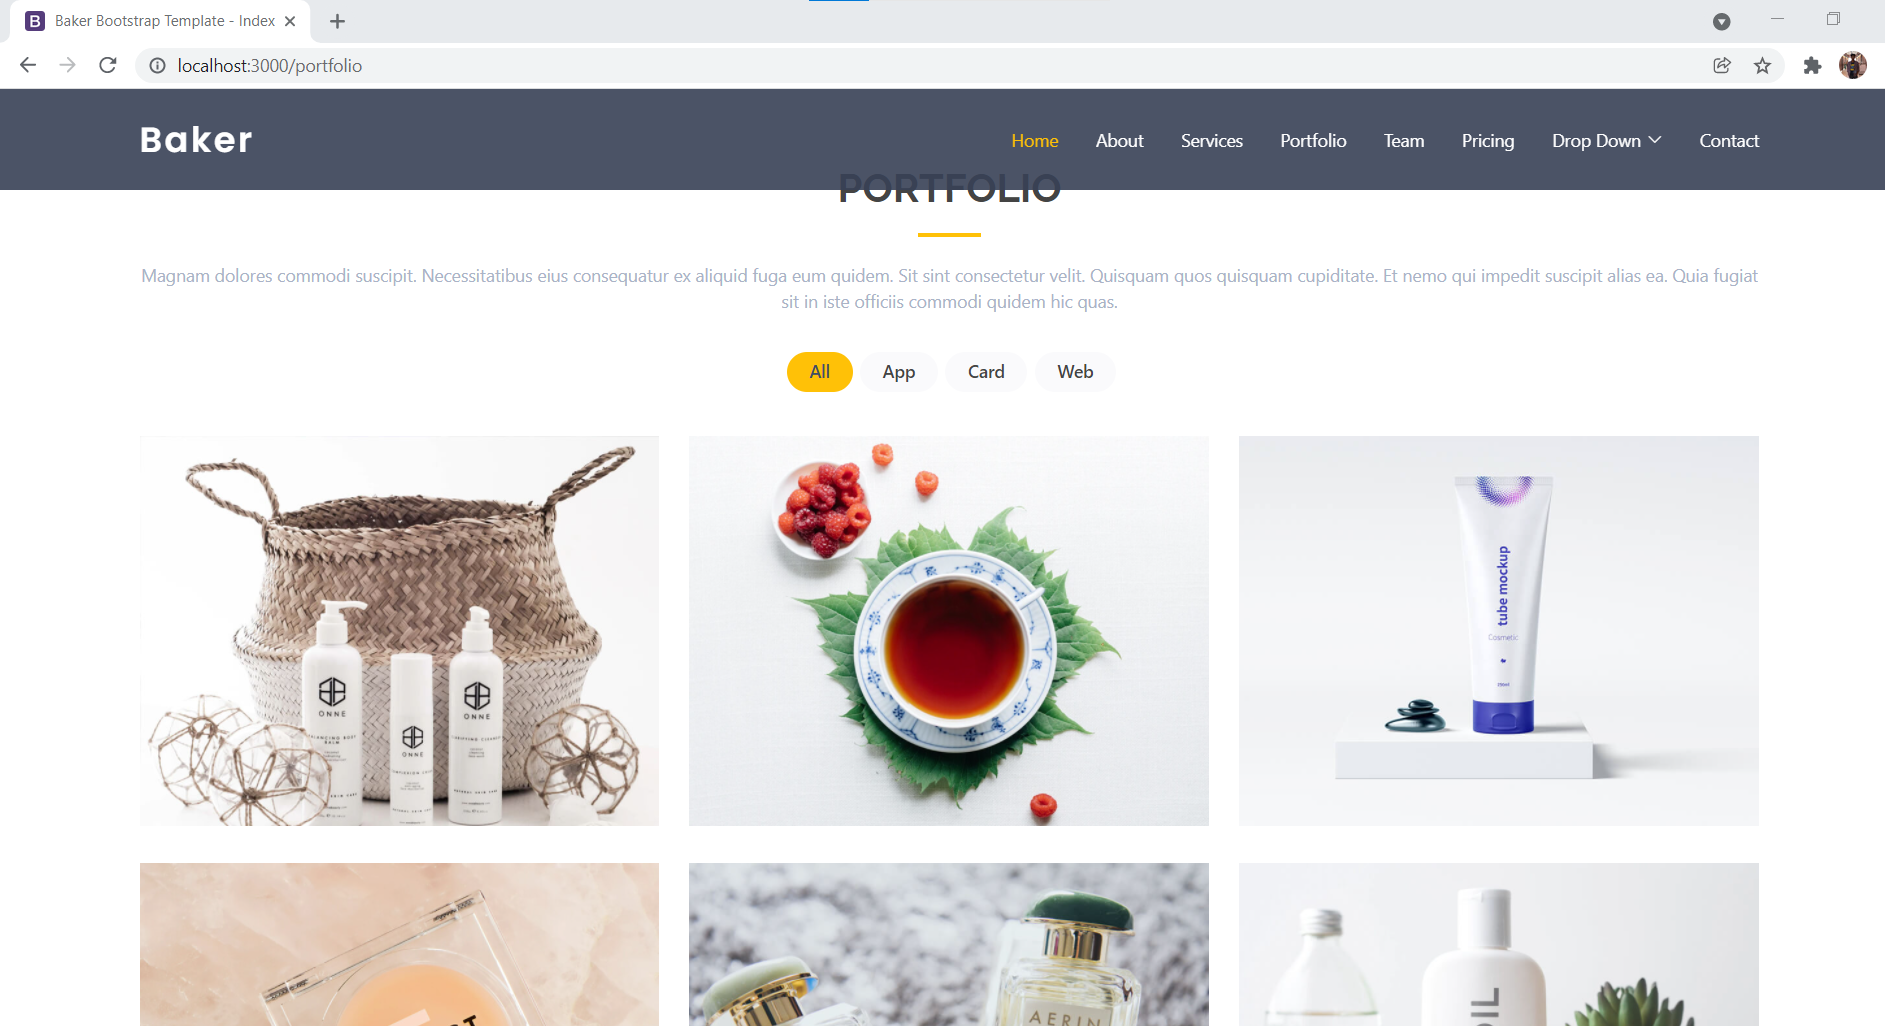 Baker Bootstrap Template - Index
localhost:3000/portfolio
Baker
Home About Services Portfolio Team Pricing Drop Down Contact
PORTFOLIO
Magnam dolores commodi suscipit. Necessitatibus eius consequatur ex aliquid fuga eum quidem. Sit sint consectetur velit. Quisquam quos quisquam cupiditate. Et nemo qui impedit suscipit alias ea. Quia fugiat
sit in iste officiis commodi quidem hic quas.
All App Card Web
tube mockup
Cosmetic
ONNE
ONNE
ONNE
AERIN